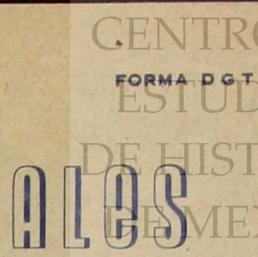 CENTRO
FORMA DGT
ESTUD
DE HIST
ALES
DE MEX